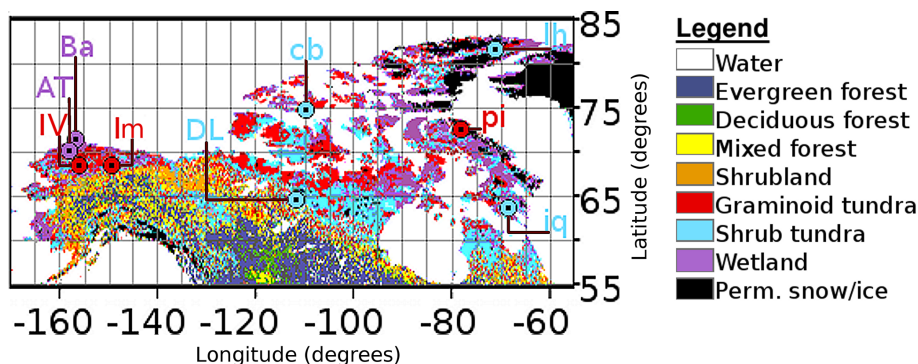 85
lh
Ba
cb
AT
75
IV
Im
DL
pi
65
iq
55
Latitude (degrees)
-160 -140 -120 -100 -80 -60
Longitude (degrees)
Legend
Water
Evergreen forest
Deciduous forest
Mixed forest
Shrubland
Graminoid tundra
Shrub tundra
Wetland
Perm. snow/ice